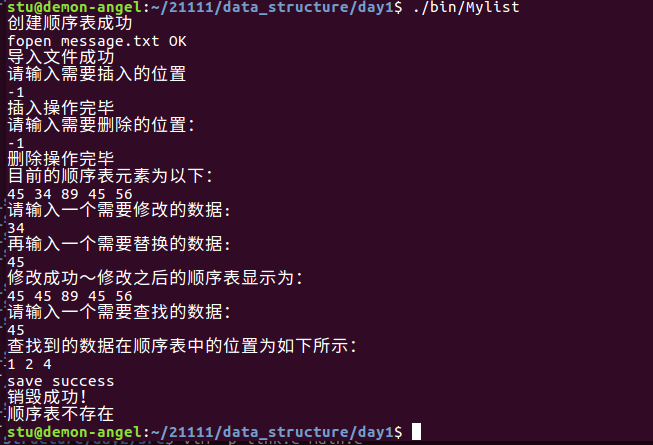 stu@demon-angel:~/21111/data_structure/day1$ ./bin/Mylist
创建顺序表成功
fopen message.txt OK
导入文件成功
请输入需要插入的位置
-1
插入操作完毕
请输入需要删除的位置:
-1
删除操作完毕
目前的顺序表元素为以下:
45 34 89 45 56
请输入一个需要修改的数据:
34
再输入一个需要替换的数据:
45
修改成功～修改之后的顺序表显示为:
45 45 89 45 56
请输入一个需要查找的数据:
45
查找到的数据在顺序表中的位置为如下所示:
1 2 4
save success
销毁成功!
顺序表不存在
stu@demon-angel:~/21111/data_structure/day1$